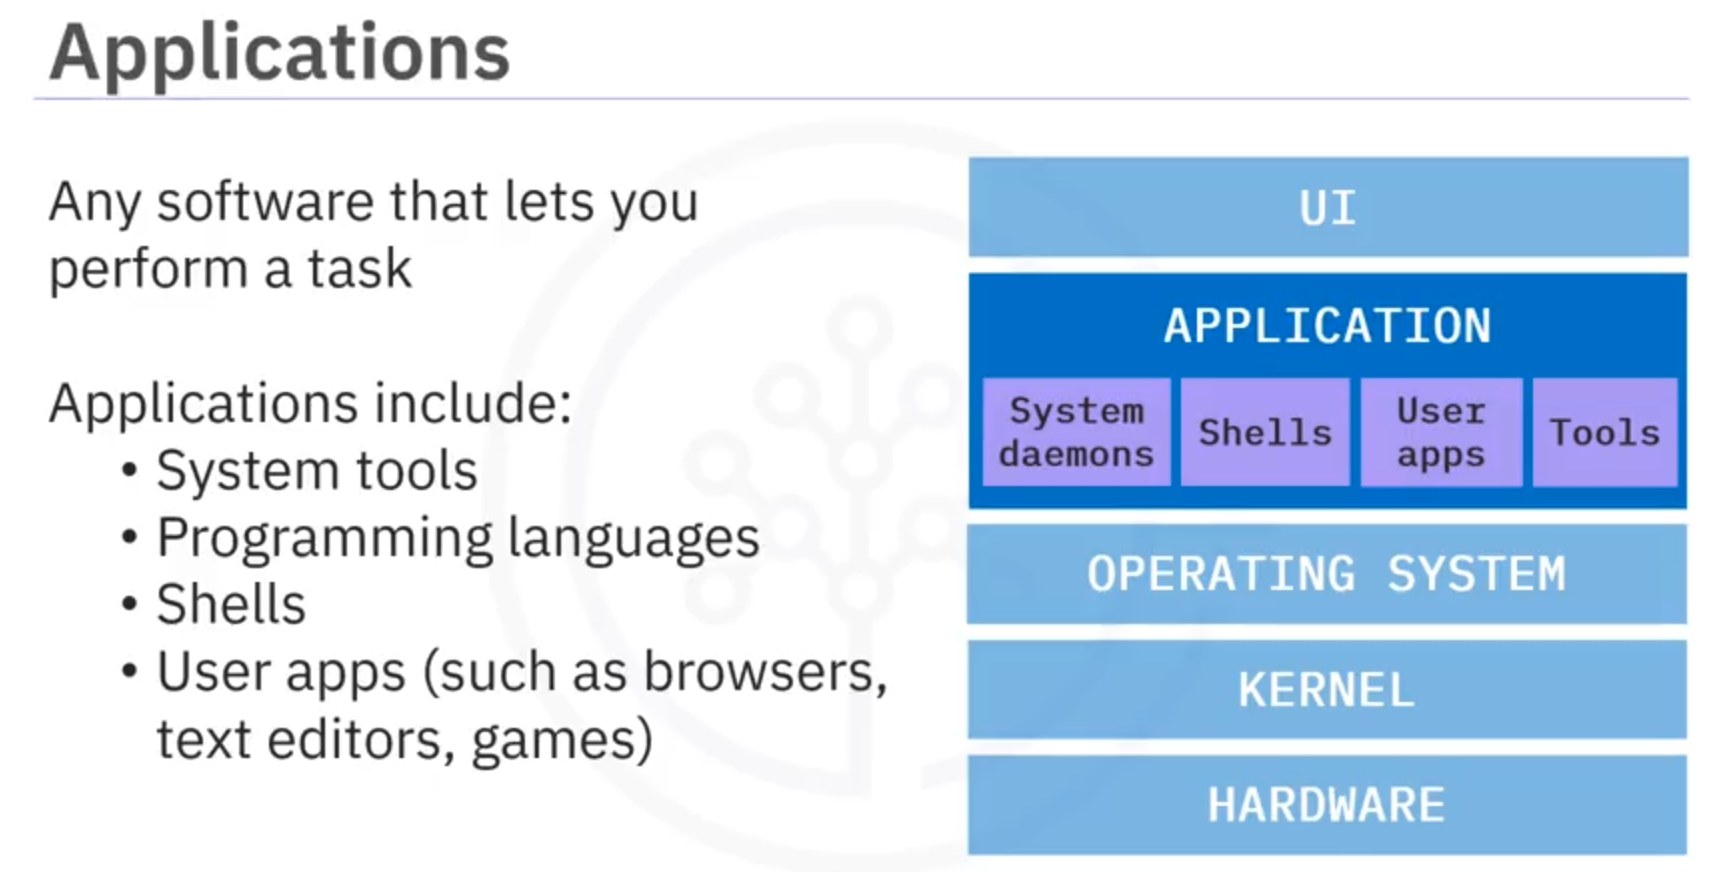 Applications
Any software that lets you
perform a task
Applications include:
• System tools
• Programming languages
• Shells
• User apps (such as browsers,
text editors, games)
UI
APPLICATION
System
daemons
Shells
User
apps
Tools
OPERATING SYSTEM
KERNEL
HARDWARE